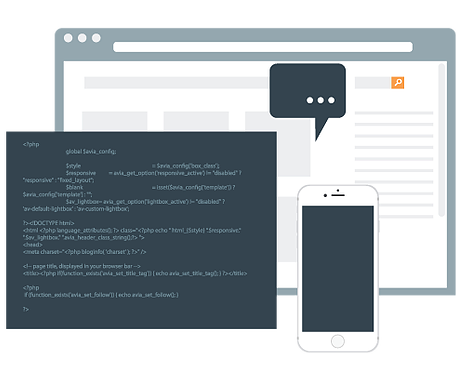 <?php
global $avia_config;
$style = $avia_config['box_class'];
$responsive = avia_get_option('responsive_active') != "disabled" ?
"responsive" : "fixed_layout";
$blank = isset($avia_config['template']) ?
$avia_config['template'] : "";
$av_lightbox= avia_get_option('lightbox_active') != "disabled" ?
'av-default-lightbox' : 'av-custom-lightbox';
?><!DOCTYPE html>
<html <?php language_attributes(); ?> class="<?php echo " html_{$style} ".$responsive."
".$av_lightbox." ".avia_header_class_string();?> ">
<head>
<meta charset="<?php bloginfo( 'charset' ); ?>" />
<!-- page title, displayed in your browser bar -->
<title><?php if(function_exists('avia_set_title_tag')) { echo avia_set_title_tag(); } ?></title>
<?php
if (function_exists('avia_set_follow')) { echo avia_set_follow(); }
?>